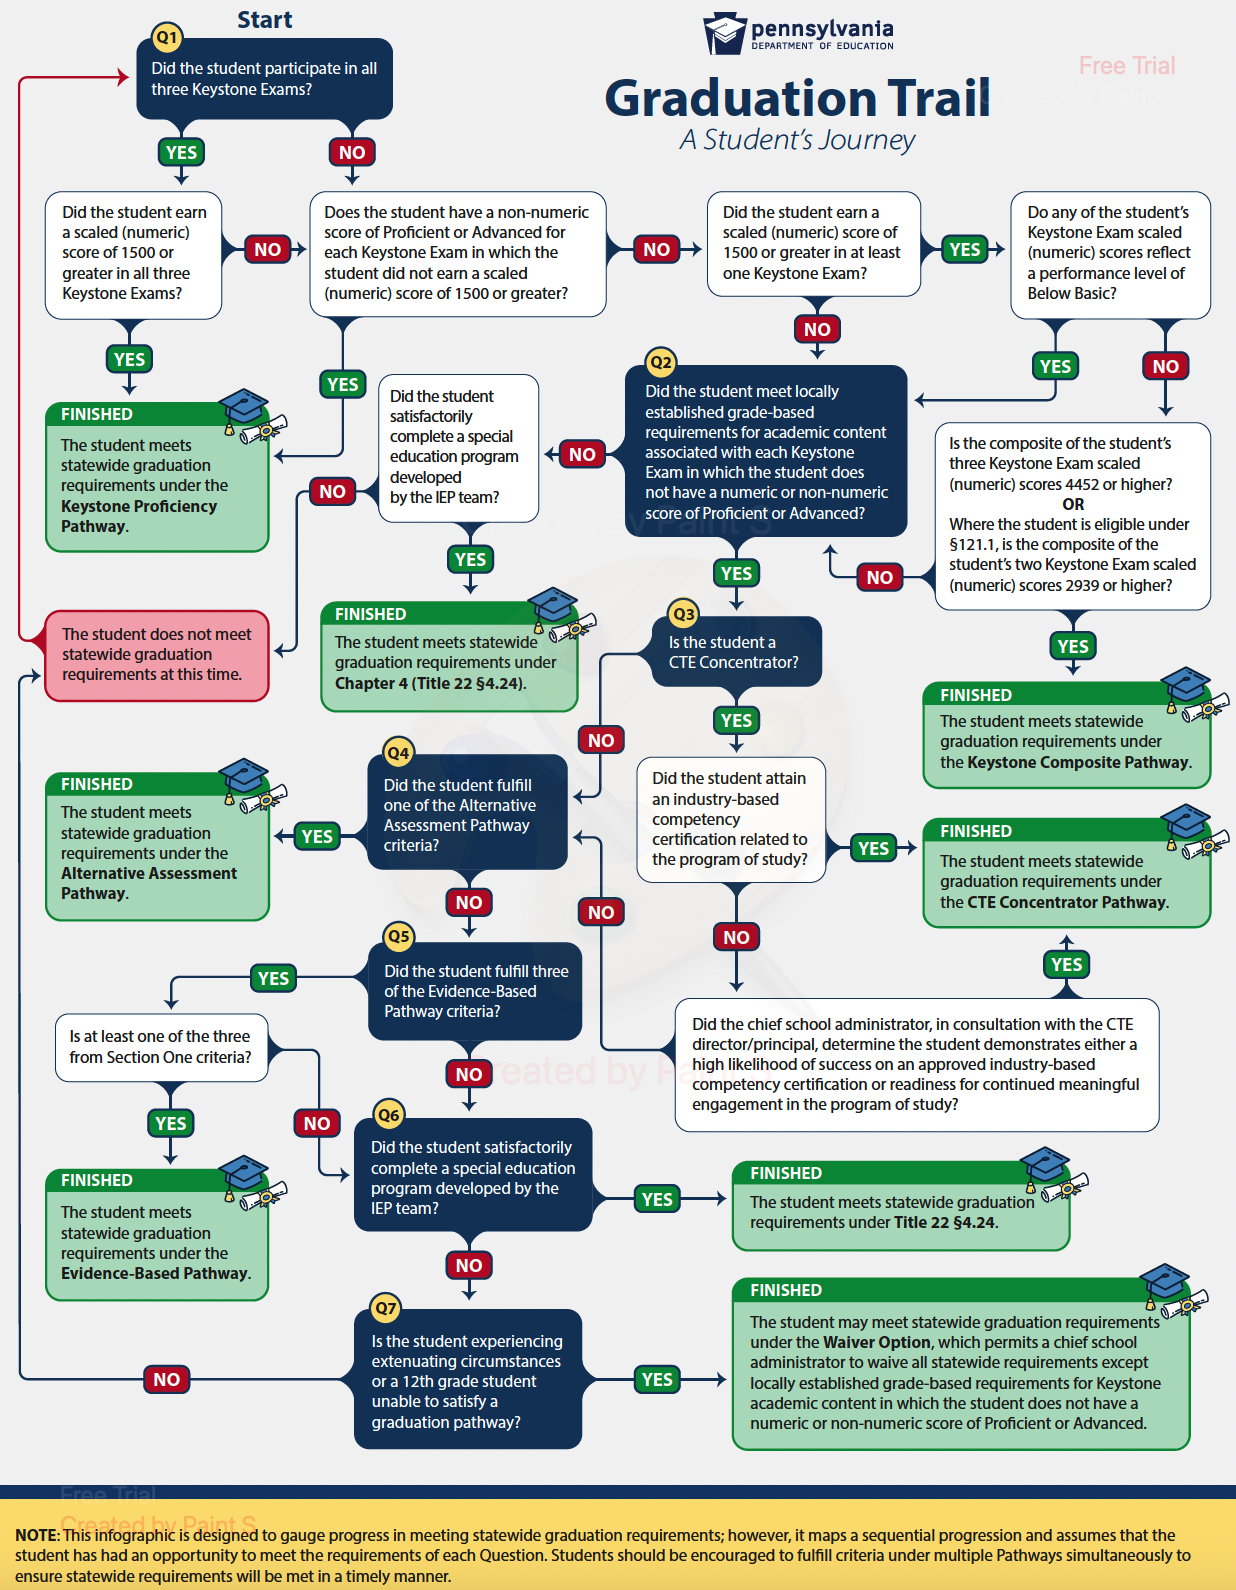 Start
pennsylvania
DEPARTMENT OF EDUCATION
Free Trial
Graduation Trail
A Student's Journey
Q1
Did the student participate in all
three Keystone Exams?
YES
NO
Did the student earn
a scaled (numeric)
score of 1500 or
greater in all three
Keystone Exams?
NO
Does the student have a non-numeric
score of Proficient or Advanced for
each Keystone Exam in which the
student did not earn a scaled
(numeric) score of 1500 or greater?
NO
Did the student earn a
scaled (numeric) score of
1500 or greater in at least
one Keystone Exam?
YES
Do any of the student's
Keystone Exam scaled
(numeric) scores reflect
a performance level of
Below Basic?
YES
YES
NO
YES
NO
FINISHED
The student meets
statewide graduation
requirements under the
Keystone Proficiency
Pathway.
Did the student
satisfactorily
complete a special
education program
developed
by the IEP team?
NO
YES
NO
Q2
Did the student meet locally
established grade-based
requirements for academic content
associated with each Keystone
Exam in which the student does
not have a numeric or non-numeric
score of Proficient or Advanced?
YES
Is the composite of the student's
three Keystone Exam scaled
(numeric) scores 4452 or higher?
OR
Where the student is eligible under
§121.1, is the composite of the
student's two Keystone Exam scaled
(numeric) scores 2939 or higher?
NO
YES
The student does not meet
statewide graduation
requirements at this time.
FINISHED
The student meets statewide
graduation requirements under
Chapter 4 (Title 22 §4.24).
Q3
Is the student a
CTE Concentrator?
NO
YES
FINISHED
The student meets statewide
graduation requirements under
the Keystone Composite Pathway.
FINISHED
The student meets
statewide graduation
requirements under the
Alternative Assessment
Pathway.
YES
Q4
Did the student fulfill
one of the Alternative
Assessment Pathway
criteria?
NO
Did the student attain
an industry-based
competency
certification related to
the program of study?
YES
NO
NO
FINISHED
The student meets statewide
graduation requirements under
the CTE Concentrator Pathway.
YES
Q5
Did the student fulfill three
of the Evidence-Based
Pathway criteria?
YES
NO
Is at least one of the three
from Section One criteria?
YES
NO
Did the chief school administrator, in consultation with the CTE
director/principal, determine the student demonstrates either a
high likelihood of success on an approved industry-based
competency certification or readiness for continued meaningful
engagement in the program of study?
Created by Pa
FINISHED
The student meets
statewide graduation
requirements under the
Evidence-Based Pathway.
Q6
Did the student satisfactorily
complete a special education
program developed by the
IEP team?
YES
NO
FINISHED
The student meets statewide graduation
requirements under Title 22 §4.24.
Q7
Is the student experiencing
extenuating circumstances
or a 12th grade student
unable to satisfy a
graduation pathway?
NO
YES
FINISHED
The student may meet statewide graduation requirements
under the Waiver Option, which permits a chief school
administrator to waive all statewide requirements except
locally established grade-based requirements for Keystone
academic content in which the student does not have a
numeric or non-numeric score of Proficient or Advanced.
Free Trial
Created by Paint S
NOTE: This infographic is designed to gauge progress in meeting statewide graduation requirements; however, it maps a sequential progression and assumes that the
student has had an opportunity to meet the requirements of each Question. Students should be encouraged to fulfill criteria under multiple Pathways simultaneously to
ensure statewide requirements will be met in a timely manner.